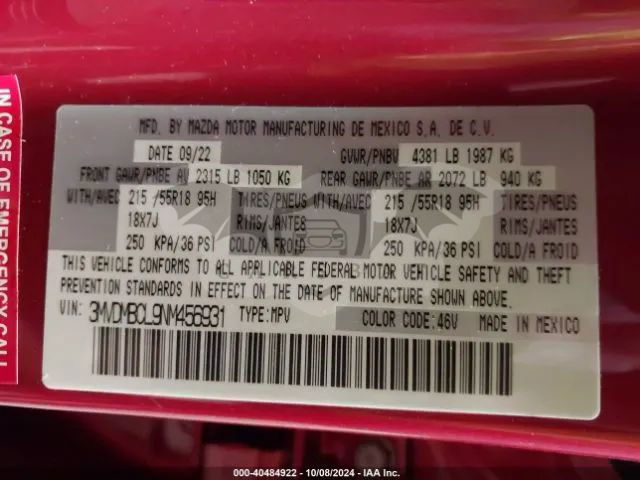 IN CASE OF EMERGENCY CALL
MFD. BY MAZDA MOTOR MANUFACTURING DE MEXICO S.A. DE C.V.
DATE 09/22 GVWR/PNBV 4381 LB 1987 KG
FRONT GAWR/PNBE AV 2315 LB 1050 KG REAR GAWR/PNBE AR 2072 LB 940 KG
WITH/AVEC 215 /55R18 95H TIRES/PNEUS WITH/AVEC 215 /55R18 95H TIRES/PNEUS
18X7J RIMS/JANTES 18X7J RIMS/JANTES
250 KPA/36 PSI COLD/A FROID 250 KPA/36 PSI COLD/A FROID
THIS VEHICLE CONFORMS TO ALL APPLICABLE FEDERAL MOTOR VEHICLE SAFETY AND THEFT
PREVENTION STANDARDS IN EFFECT ON THE DATE OF MANUFACTURE SHOWN ABOVE.
VIN: 3MVDMBCL9NM456931 TYPE:MPV COLOR CODE:46V MADE IN MEXICO
000-40484922 - 10/08/2024 - IAA Inc.